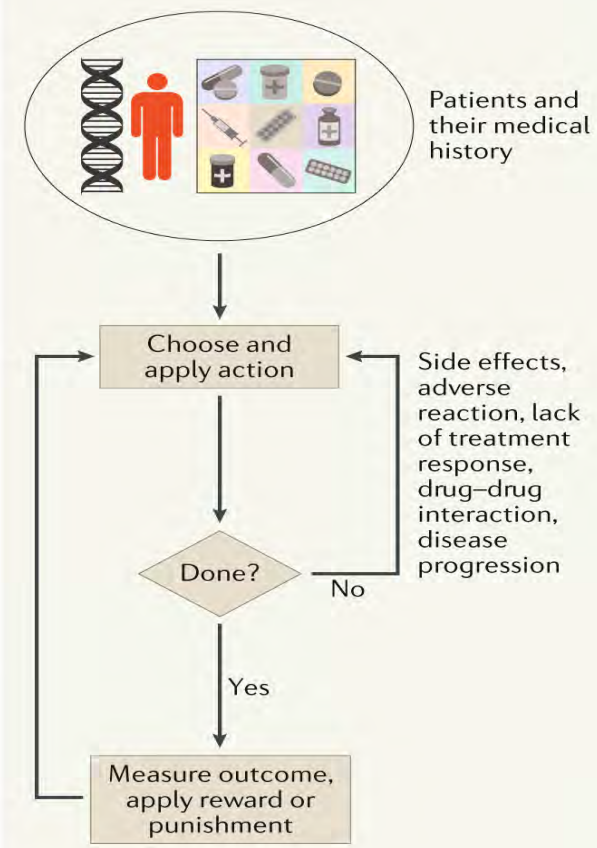 Patients and
their medical
history
Choose and
apply action
Side effects,
adverse
reaction, lack
of treatment
response,
drug–drug
interaction,
disease
progression
Done?
No
Yes
Measure outcome,
apply reward or
punishment